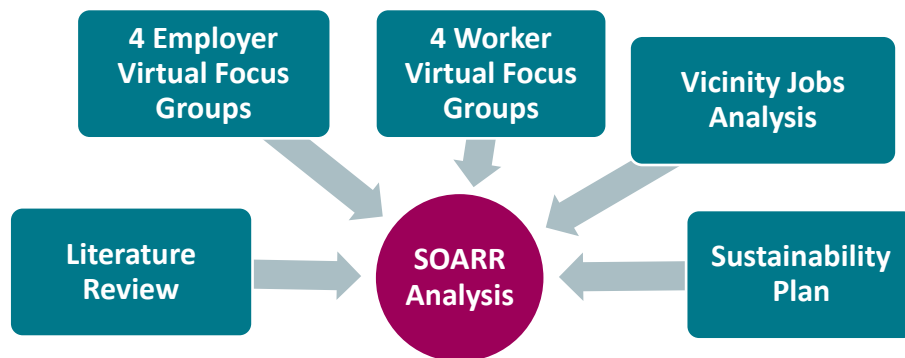 4 Employer
Virtual Focus
Groups
4 Worker
Virtual Focus
Groups
Vicinity Jobs
Analysis
Literature
Review
SOARR
Analysis
Sustainability
Plan